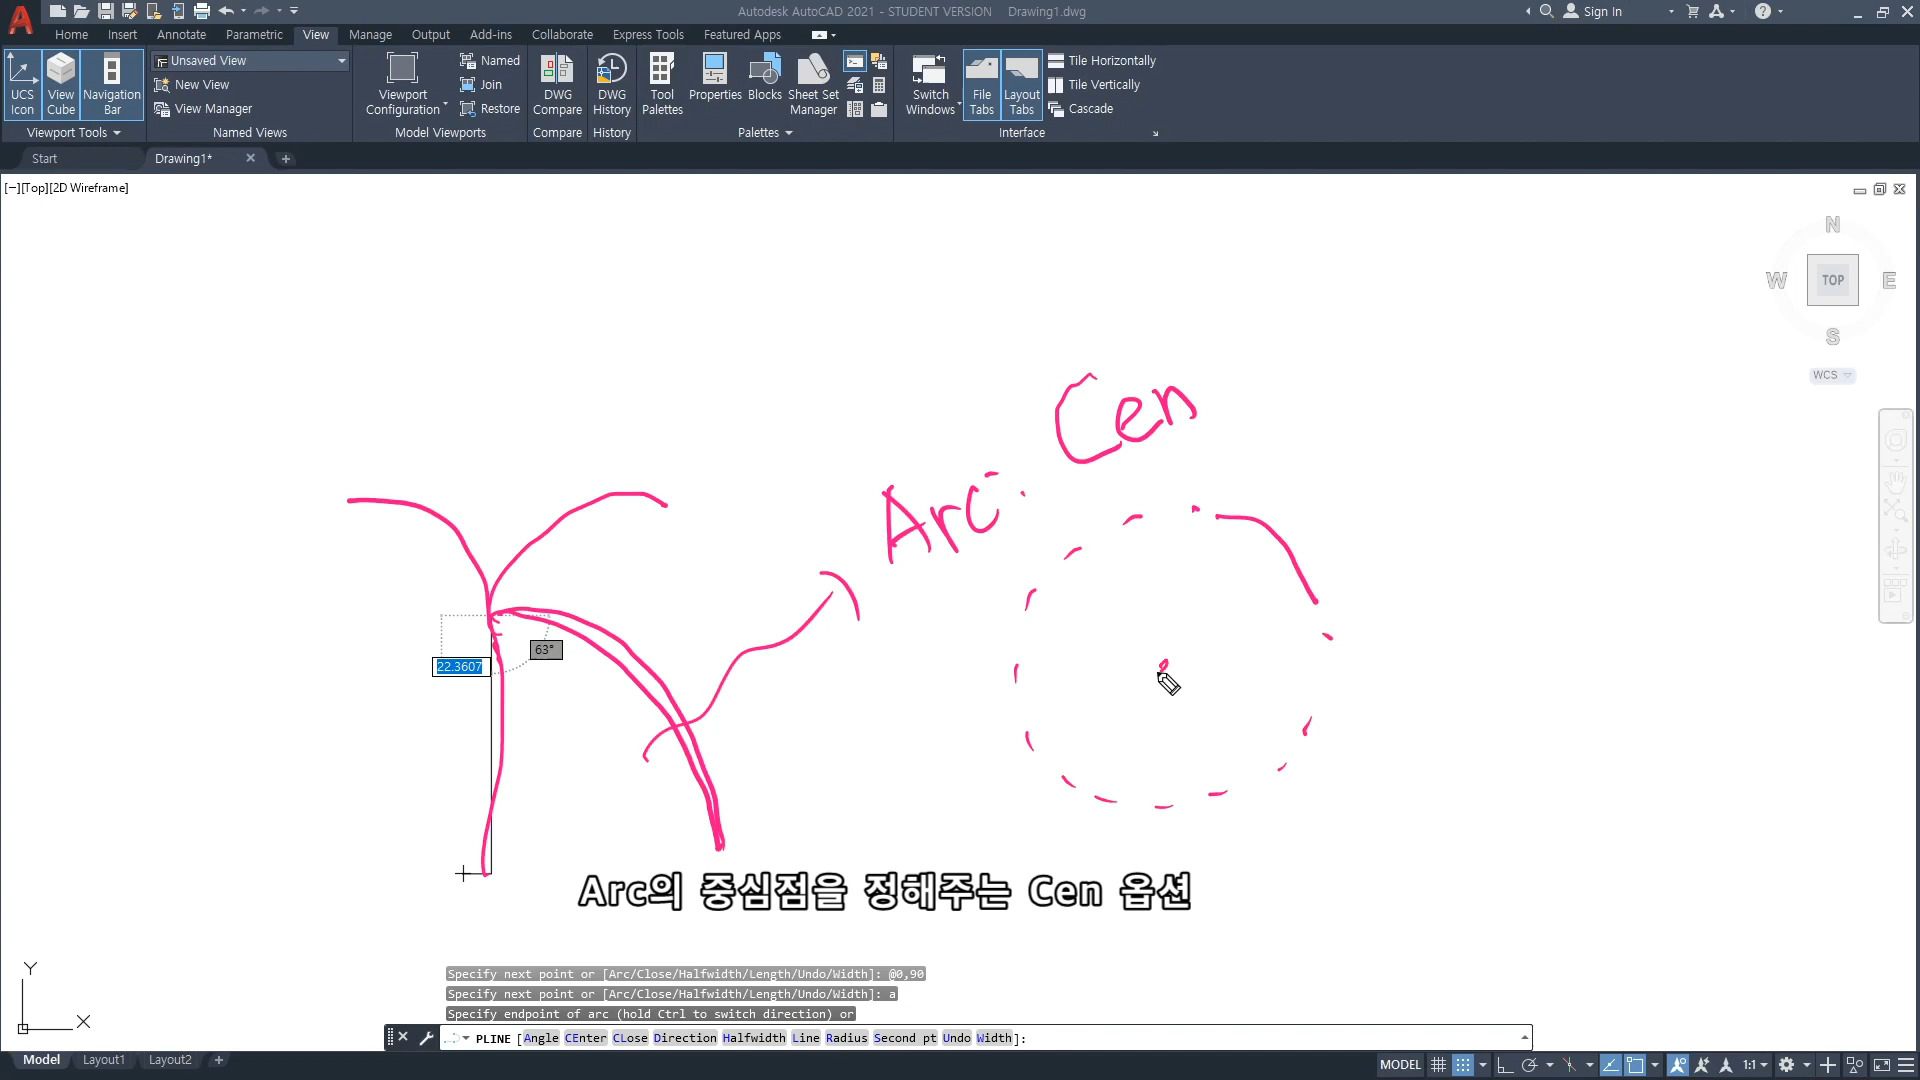 Autodesk AutoCAD 2021 - STUDENT VERSION Drawing1.dwg
Sign In
Home Insert Annotate Parametric View Manage Output Add-ins Collaborate Express Tools Featured Apps
UCS Icon
View Cube
Navigation Bar
Unsaved View
New View
View Manager
Viewport Configuration
Named
Join
Restore
DWG Compare
DWG History
Tool Palettes
Properties
Blocks
Sheet Set Manager
Switch Windows
File Tabs
Layout Tabs
Tile Horizontally
Tile Vertically
Cascade
Viewport Tools Named Views Model Viewports Compare History Palettes Interface
Start Drawing1*
[−][Top][2D Wireframe]
N
W TOP E
S
WCS
Cen
Arc
63°
22.3607
Arc의 중심점을 정해주는 Cen 옵션
Y
X
Specify next point or [Arc/Close/Halfwidth/Length/Undo/Width]: @0,90
Specify next point or [Arc/Close/Halfwidth/Length/Undo/Width]: a
Specify endpoint of arc (hold Ctrl to switch direction) or
PLINE [Angle CEnter CLose Direction Halfwidth Line Radius Second pt Undo Width]:
Model Layout1 Layout2
MODEL 1:1